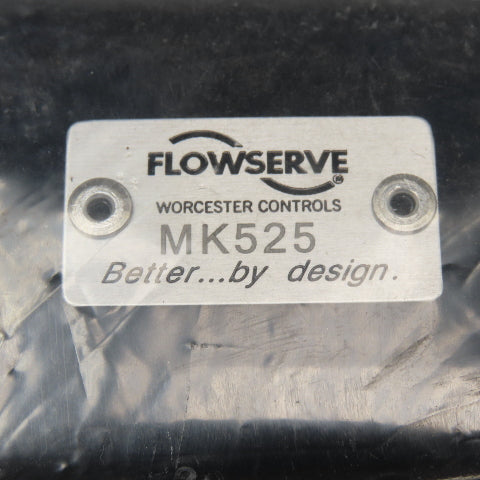 FLOWSERVE
WORCESTER CONTROLS
MK525
Better...by design.